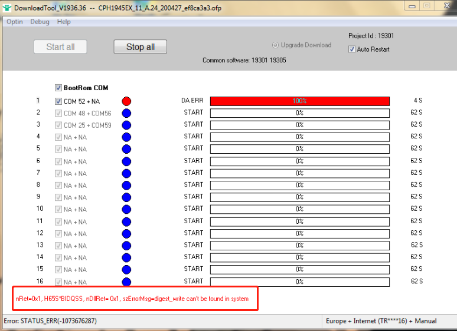 DownloadTool_V1936.36 -- CPH1945EX_11_A.24_200427_ef8ca3a3.ofp
Optin Debug Help
Start all
Stop all
Upgrade Download
Project Id : 19301
Auto Restart
Common software: 19301 19305
BootRom COM
1 COM 52 + NA DA ERR 100% 4 S
2 COM 48 + COM56 START 0% 62 S
3 COM 25 + COM59 START 0% 62 S
4 NA + NA START 0% 62 S
5 NA + NA START 0% 62 S
6 NA + NA START 0% 62 S
7 NA + NA START 0% 62 S
8 NA + NA START 0% 62 S
9 NA + NA START 0% 62 S
10 NA + NA START 0% 62 S
11 NA + NA START 0% 62 S
12 NA + NA START 0% 62 S
13 NA + NA START 0% 62 S
14 NA + NA START 0% 62 S
15 NA + NA START 0% 62 S
16 NA + NA START 0% 62 S
nRet=0x1, nDllRet= 0x1, szErrorMsg=digest_write can't be found in system
Error: STATUS_ERR(-1073676287)
Europe + Internet (TR****16) + Manual